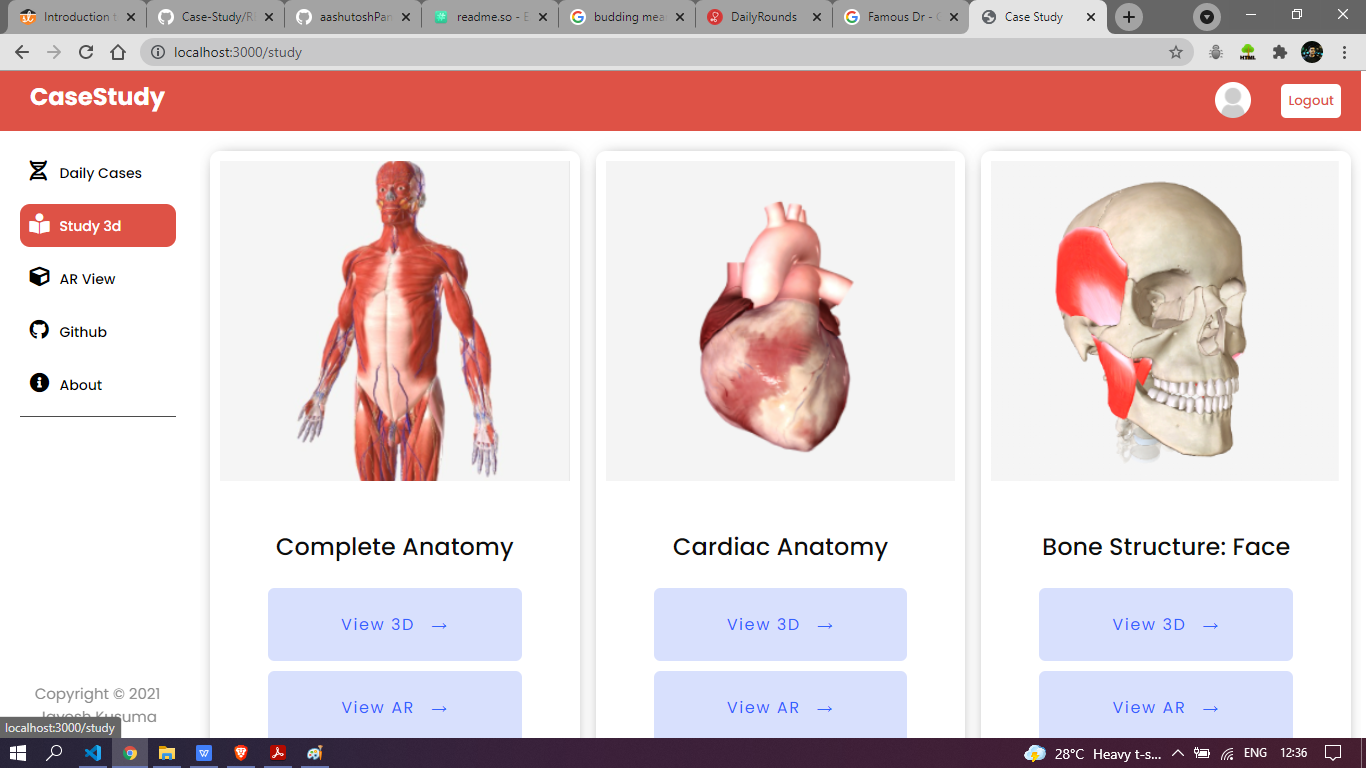 Introduction t
Case-Study/R
aashutoshPan
readme.so - E
budding mea
DailyRounds
Famous Dr - G
Case Study
localhost:3000/study
HTML
CaseStudy
Logout
Daily Cases
Study 3d
AR View
Github
About
Complete Anatomy
Cardiac Anatomy
Bone Structure: Face
View 3D →
View 3D →
View 3D →
View AR →
View AR →
View AR →
Copyright © 2021
Jayesh Kusuma
localhost:3000/study
28°C Heavy t-s...
ENG
12:36